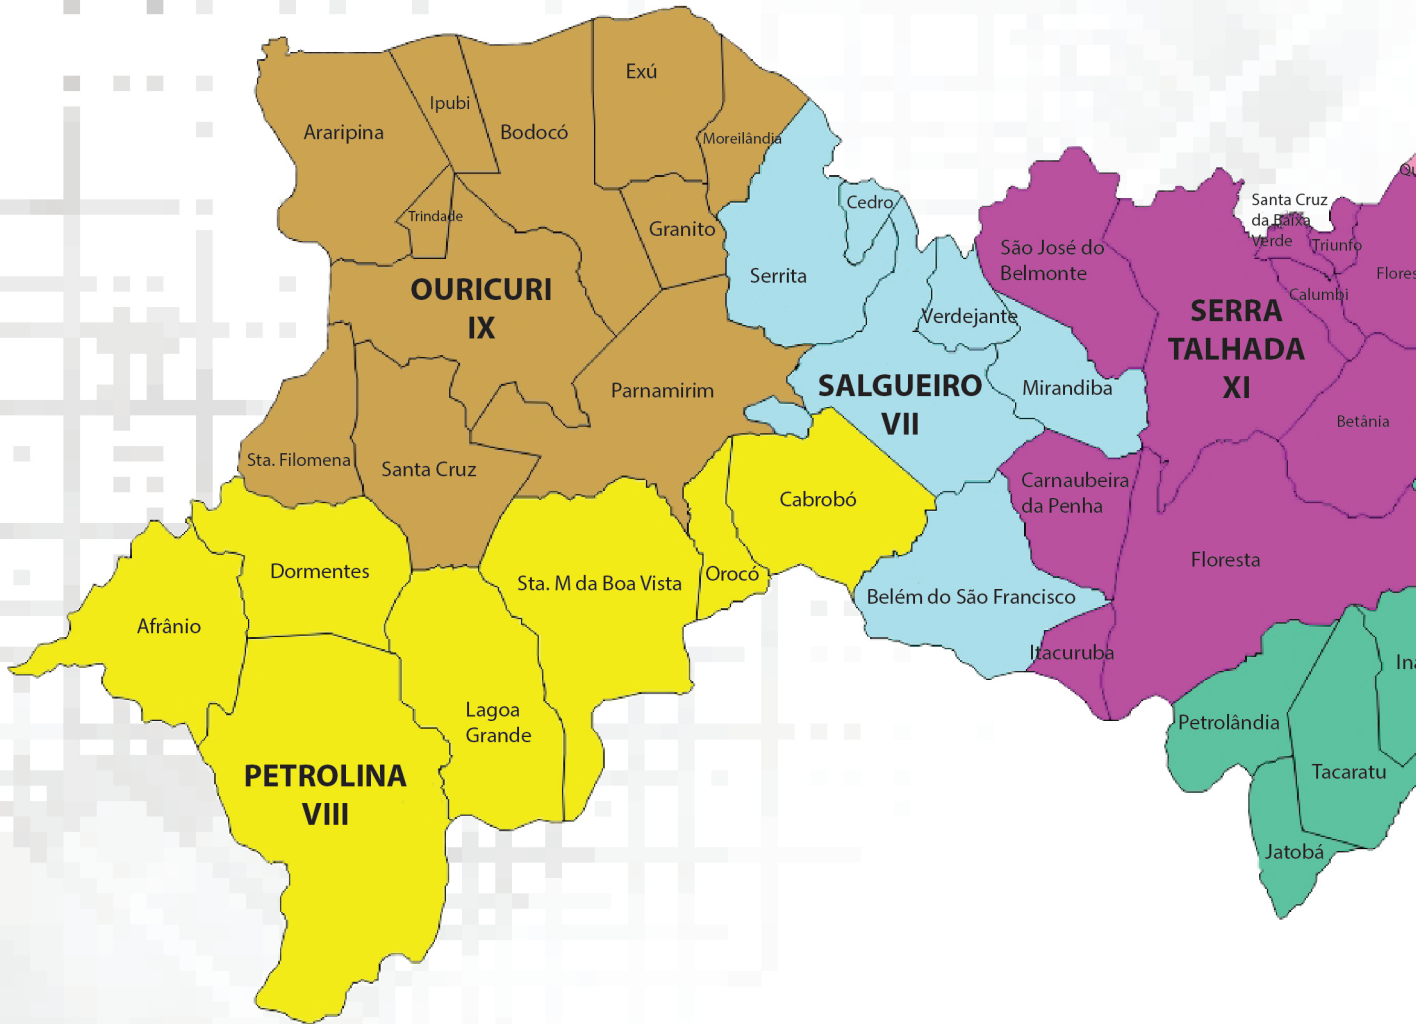 Exú
Ipubi
Araripina
Bodocó
Moreilândia
Trindade
Granito
Cedro
Serrita
OURICURI
IX
Parnamirim
Verdejante
SALGUEIRO
VII
Mirandiba
São José do
Belmonte
Santa Cruz
da Baixa
Verde
Triunfo
Calumbi
Flores
SERRA
TALHADA
XI
Betânia
Sta. Filomena
Santa Cruz
Cabrobó
Carnaubeira
da Penha
Floresta
Dormentes
Sta. M da Boa Vista
Orocó
Belém do São Francisco
Afrânio
Itacuruba
Lagoa
Grande
Petrolândia
Tacaratu
PETROLINA
VIII
Jatobá